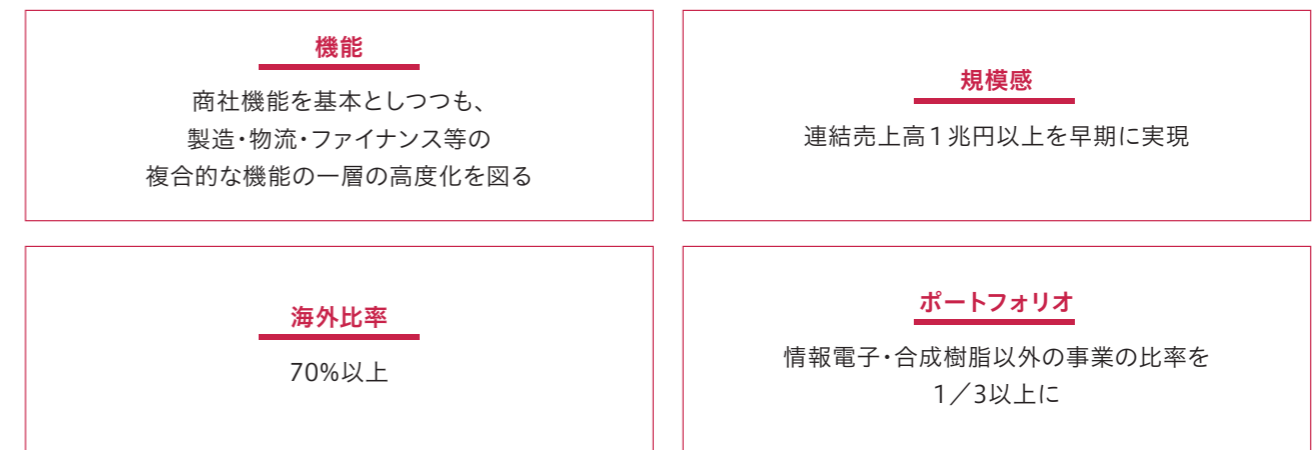 機能
商社機能を基本としつつも、
製造・物流・ファイナンス等の
複合的な機能の一層の高度化を図る
規模感
連結売上高1兆円以上を早期に実現
海外比率
70%以上
ポートフォリオ
情報電子・合成樹脂以外の事業の比率を
1／3以上に